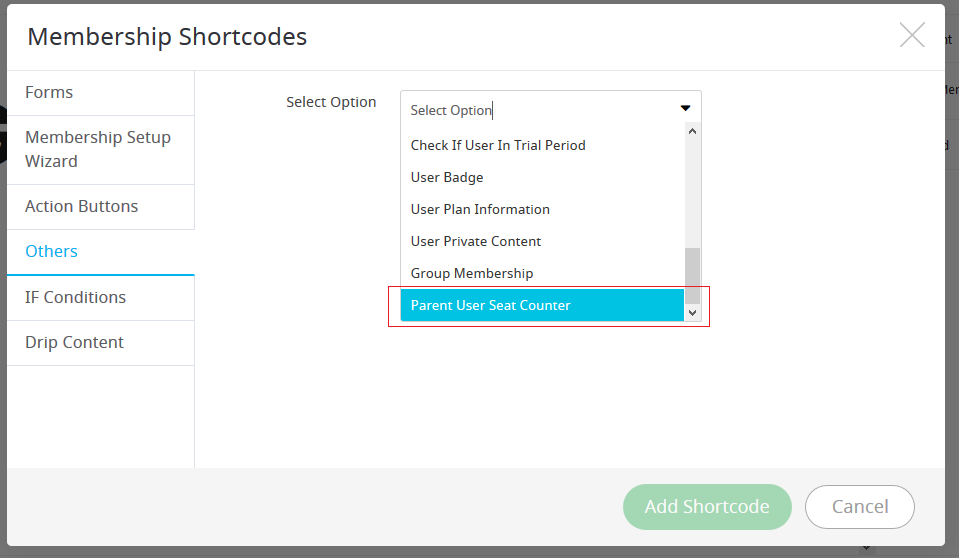 Membership Shortcodes
Forms
Membership Setup
Wizard
Action Buttons
Others
IF Conditions
Drip Content
Select Option
Select Option
Check If User In Trial Period
User Badge
User Plan Information
User Private Content
Group Membership
Parent User Seat Counter
Add Shortcode
Cancel